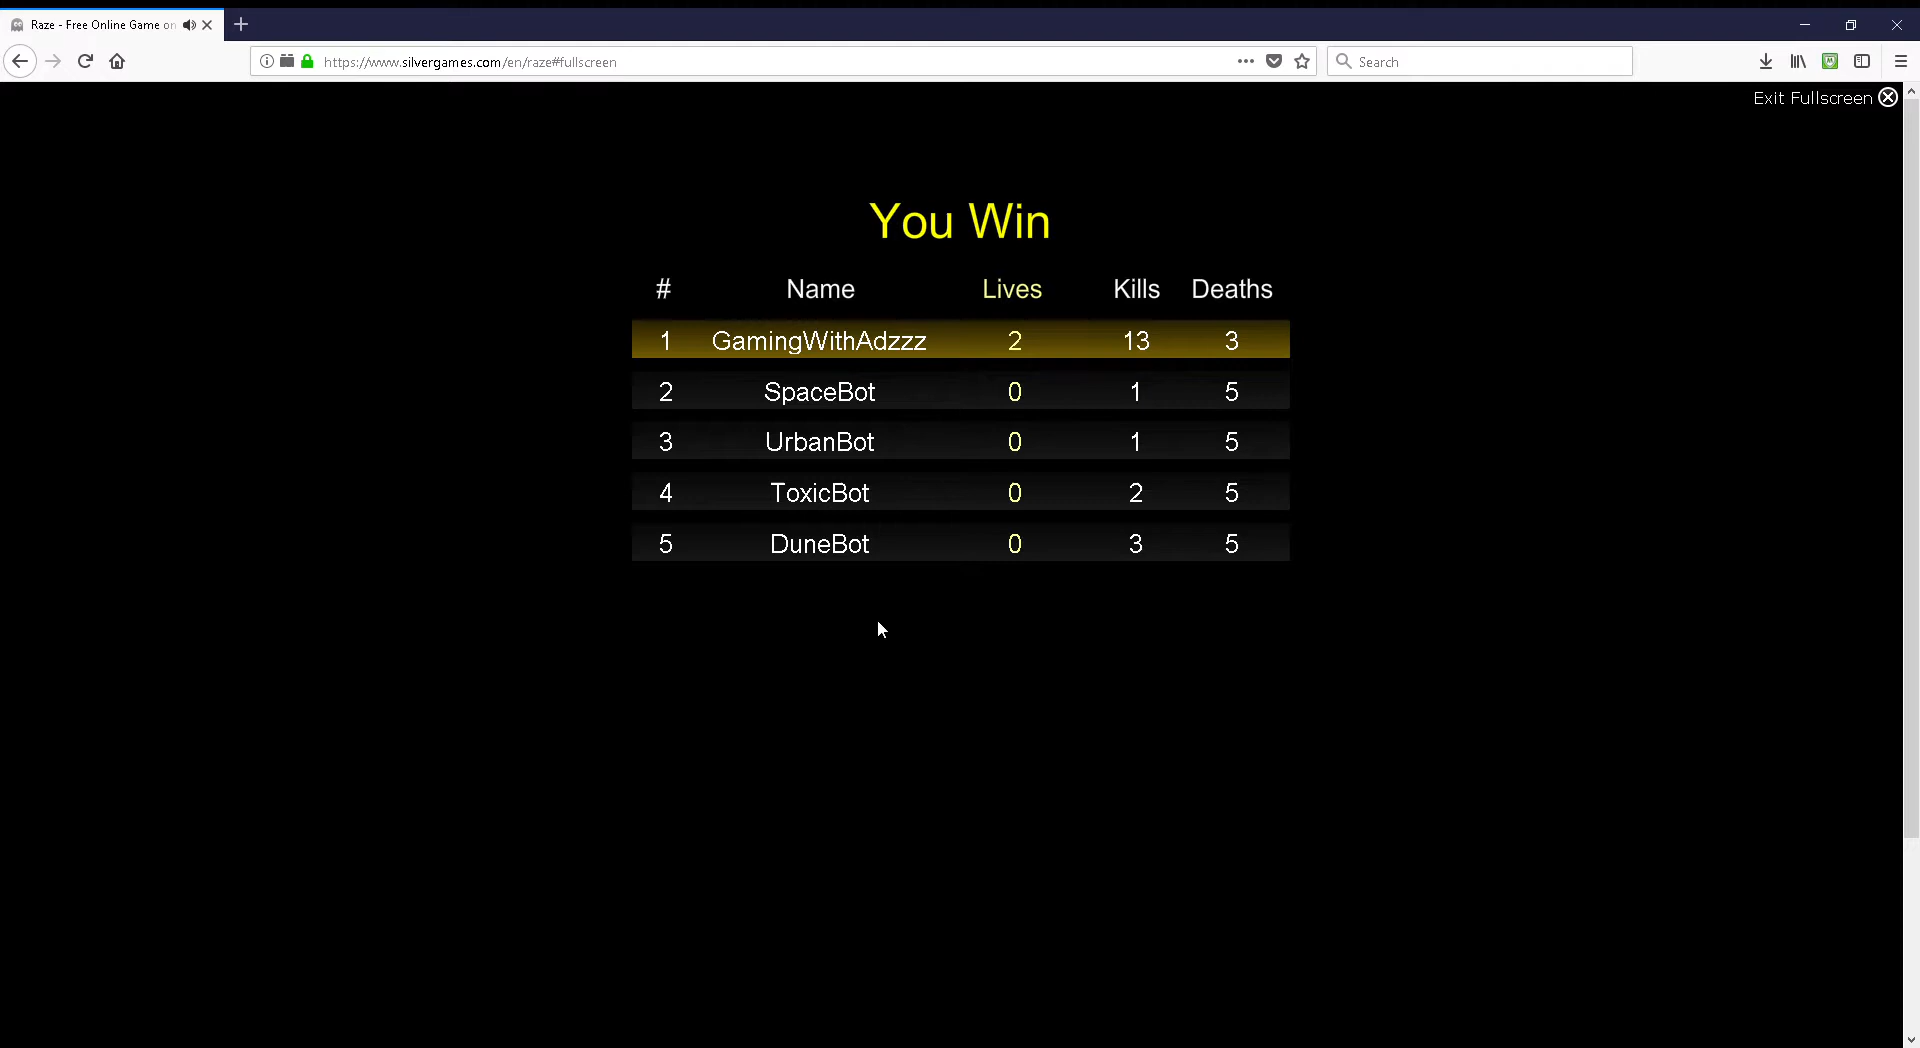 Raze - Free Online Game on
https://www.silvergames.com/en/raze#fullscreen
Search
Exit Fullscreen
You Win
# Name Lives Kills Deaths
1 GamingWithAdzzz 2 13 3
2 SpaceBot 0 1 5
3 UrbanBot 0 1 5
4 ToxicBot 0 2 5
5 DuneBot 0 3 5